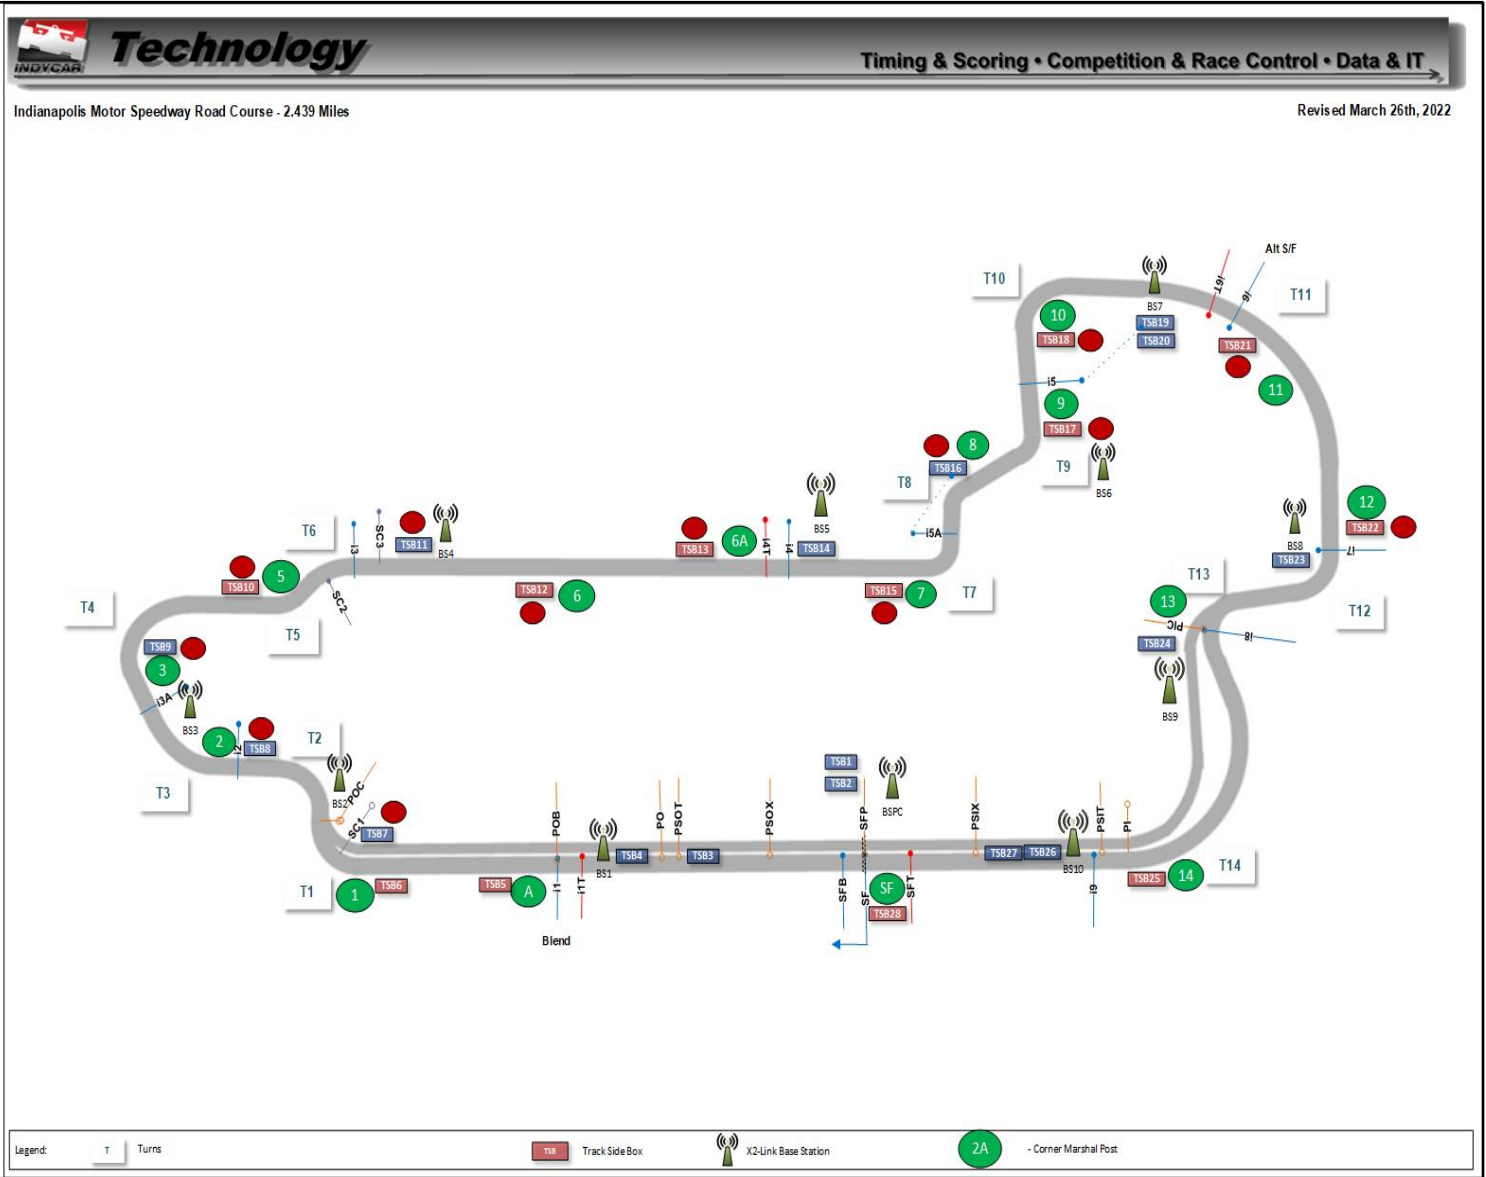 INDYCAR
Technology
Timing & Scoring • Competition & Race Control • Data & IT
Indianapolis Motor Speedway Road Course - 2.439 Miles
Revised March 26th, 2022
Alt S/F
T10
BS7
i6T
i6
T11
10
TSB18
TSB19
TSB20
TSB21
i5
11
9
TSB17
8
TSB16
T8
T9
BS6
BS5
12
TSB22
T6
i3
SC3
TSB11
BS4
TSB13
6A
i4T
i4
TSB14
i5A
BS8
TSB23
i7
TSB10
5
T13
T4
SC2
TSB12
6
TSB15
7
T7
13
T12
T5
PIC
i8
TSB9
TSB24
3
i3A
BS3
BS9
2
i2
TSB8
T2
T3
BS2
POC
SC1
TSB7
TSB1
TSB2
BSPC
POB
PO
PSOT
PSOX
SFP
PSIX
PSIT
PI
BS1
TSB4
TSB3
TSB27
TSB26
BS10
T1
1
TSB6
TSB5
A
i1
i1T
SFB
SF
SF
SFT
TSB28
i9
TSB25
14
T14
Blend
Legend:
T
Turns
TSB
Track Side Box
X2-Link Base Station
2A
- Corner Marshal Post